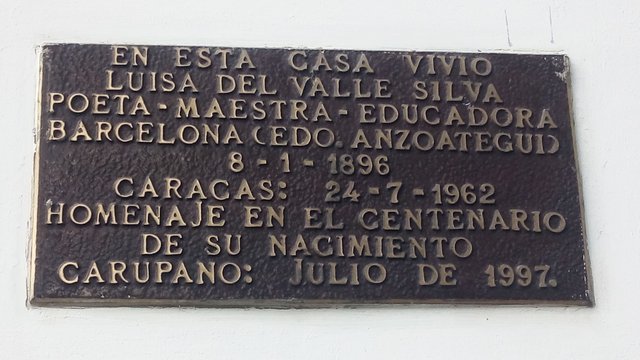 EN ESTA CASA VIVIO
LUISA DEL VALLE SILVA
POETA-MAESTRA-EDUCADORA
BARCELONA (EDO. ANZOATEGUI)
8-1-1896
CARACAS: 24-7-1962
HOMENAJE EN EL CENTENARIO
DE SU NACIMIENTO
CARUPANO: JULIO DE 1997.